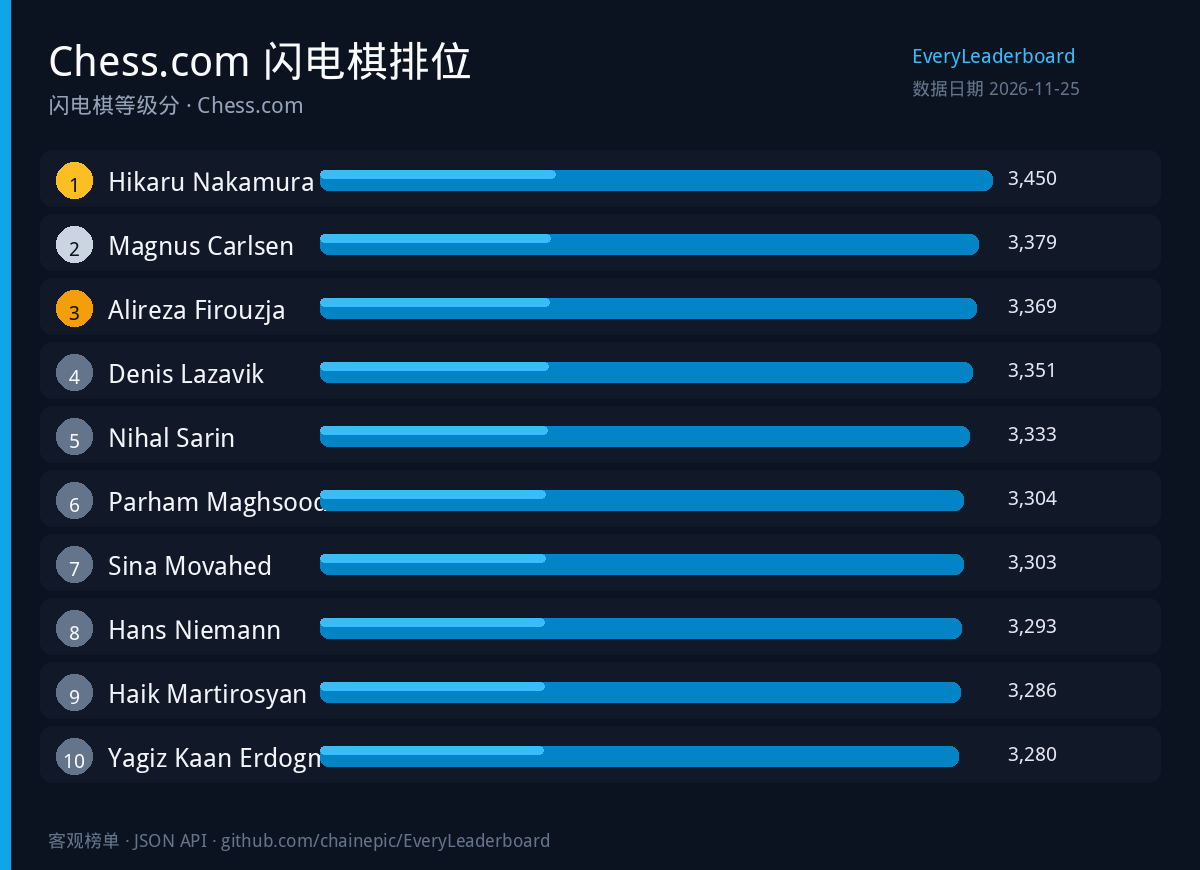 Chess.com 闪电棋排位
闪电棋等级分 · Chess.com
EveryLeaderboard
数据日期 2026-11-25
1 Hikaru Nakamura 3,450
2 Magnus Carlsen 3,379
3 Alireza Firouzja 3,369
4 Denis Lazavik 3,351
5 Nihal Sarin 3,333
6 Parham Maghsood 3,304
7 Sina Movahed 3,303
8 Hans Niemann 3,293
9 Haik Martirosyan 3,286
10 Yagiz Kaan Erdogm 3,280
客观榜单 · JSON API · github.com/chainepic/EveryLeaderboard